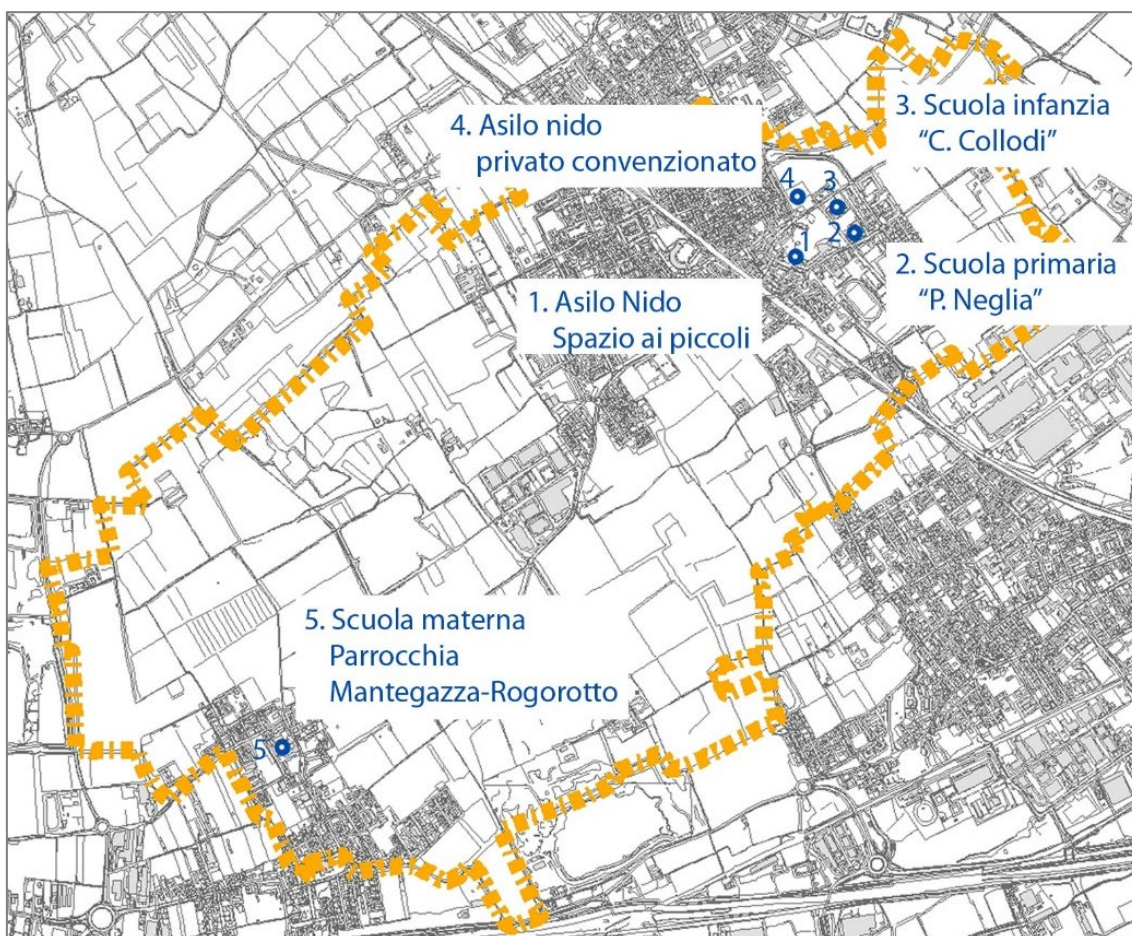 3. Scuola infanzia
“C. Collodi”
4. Asilo nido
privato convenzionato
4
3
2
1
2. Scuola primaria
“P. Neglia”
1. Asilo Nido
Spazio ai piccoli
5. Scuola materna
Parrocchia
Mantegazza-Rogorotto
5